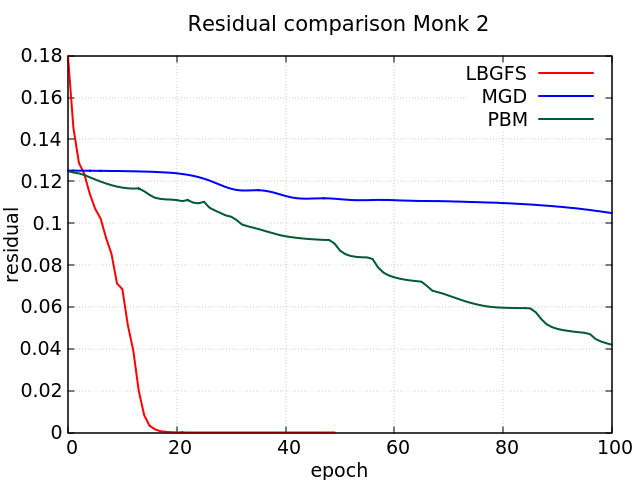 Residual comparison Monk 2
residual
0.18
0.16
0.14
0.12
0.1
0.08
0.06
0.04
0.02
0
LBGFS
MGD
PBM
0 20 40 60 80 100
epoch